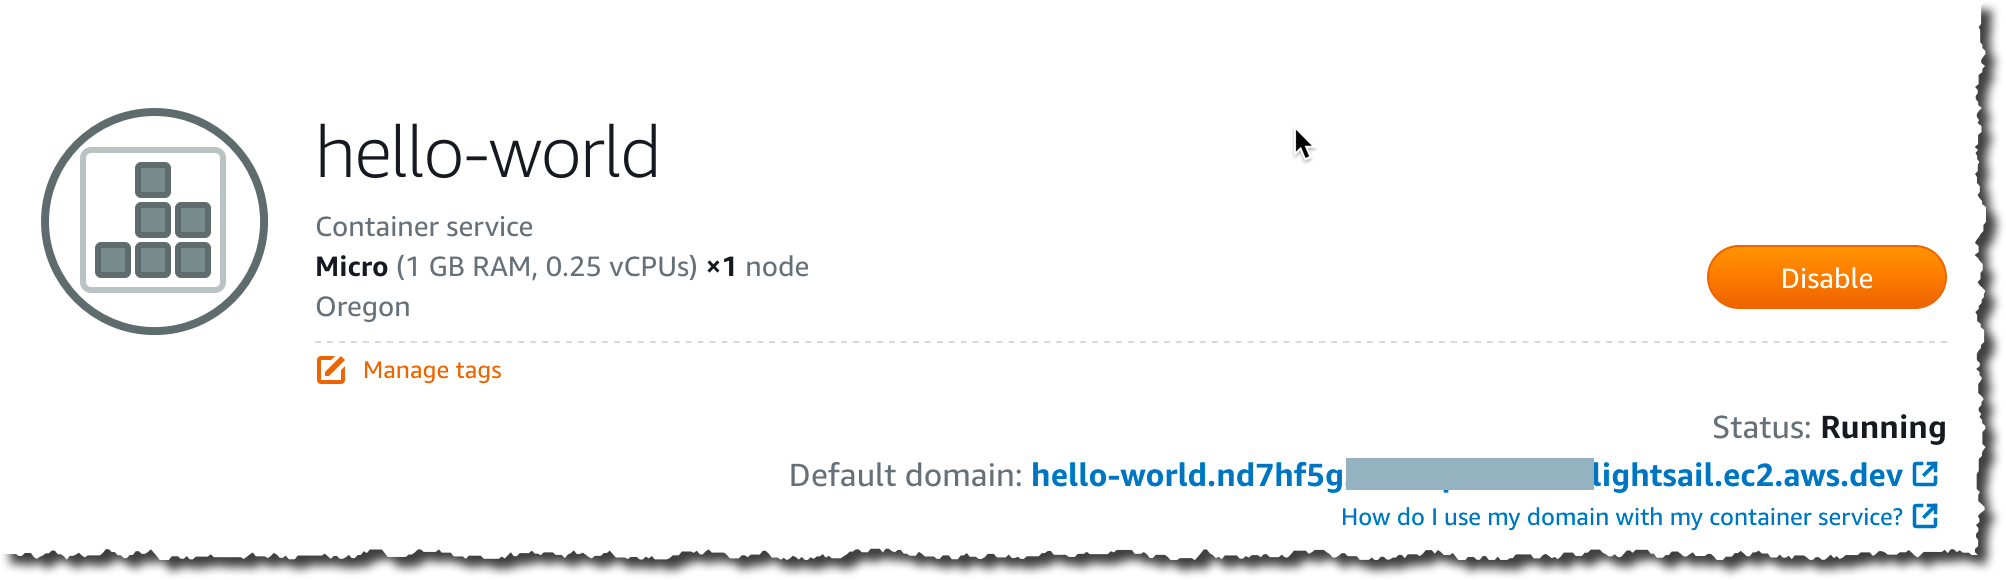 hello-world
Container service
Micro (1 GB RAM, 0.25 vCPUs) ×1 node
Oregon
Disable
Manage tags
Status: Running
Default domain: hello-world.nd7hf5g lightsail.ec2.aws.dev
How do I use my domain with my container service?